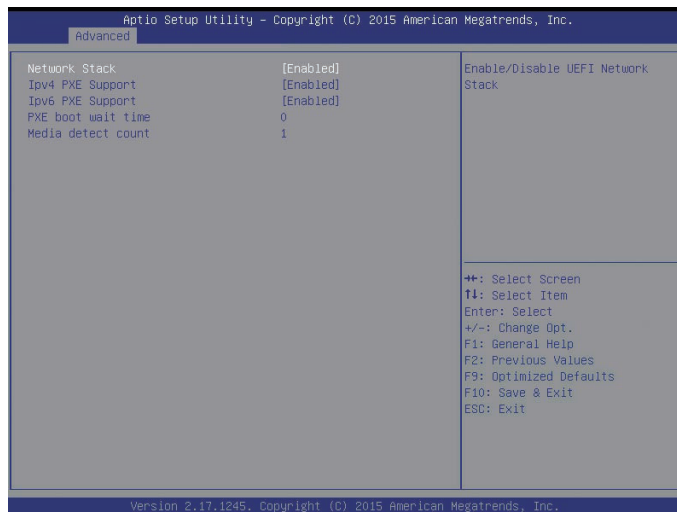 Aptio Setup Utility – Copyright (C) 2015 American Megatrends, Inc.
Advanced
Network Stack [Enabled]
Ipv4 PXE Support [Enabled]
Ipv6 PXE Support [Enabled]
PXE boot wait time 0
Media detect count 1
Enable/Disable UEFI Network
Stack
→←: Select Screen
↑↓: Select Item
Enter: Select
+/-: Change Opt.
F1: General Help
F2: Previous Values
F9: Optimized Defaults
F10: Save & Exit
ESC: Exit
Version 2.17.1245. Copyright (C) 2015 American Megatrends, Inc.